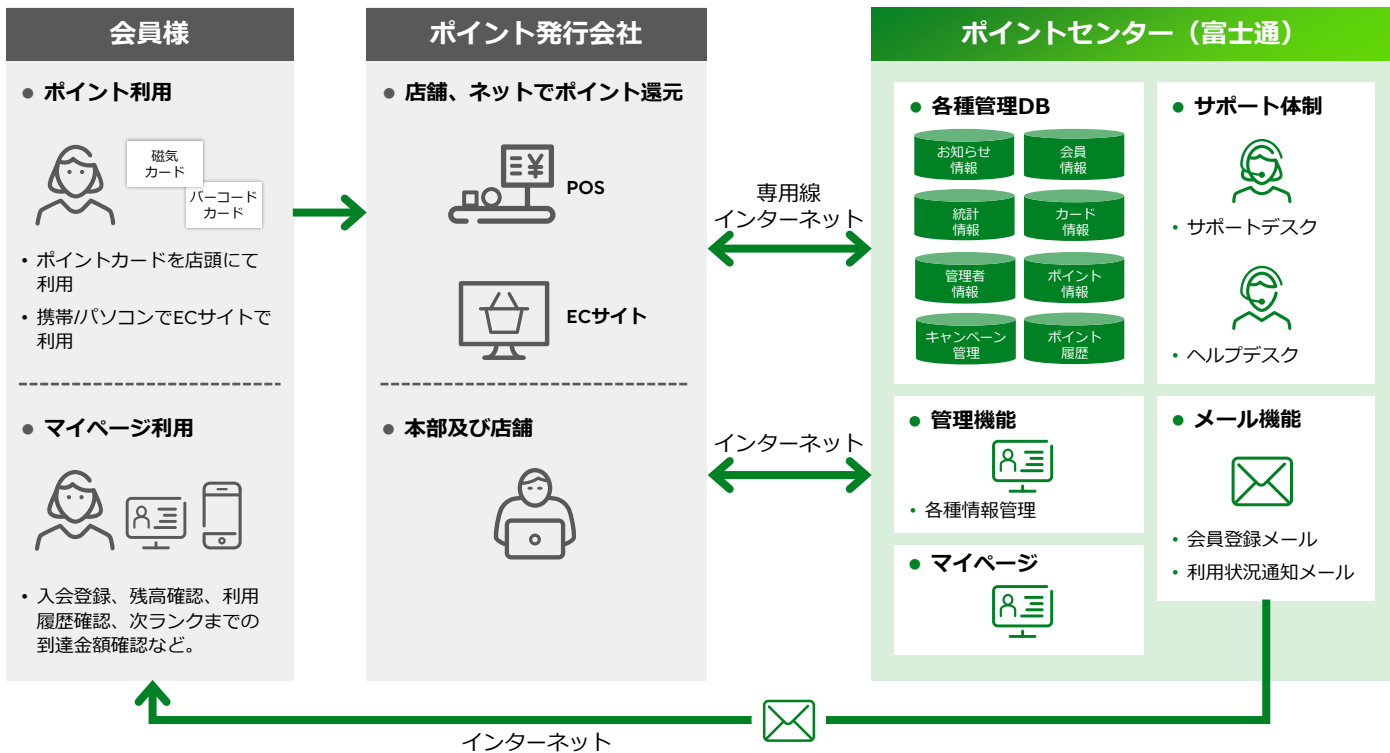 会員様
● ポイント利用
磁気
カード
バーコード
カード
• ポイントカードを店頭にて
利用
• 携帯/パソコンでECサイトで
利用
● マイページ利用
• 入会登録、残高確認、利用
履歴確認、次ランクまでの
到達金額確認など。
ポイント発行会社
● 店舗、ネットでポイント還元
¥
POS
ECサイト
● 本部及び店舗
専用線
インターネット
インターネット
ポイントセンター（富士通）
● 各種管理DB
お知らせ
情報
会員
情報
統計
情報
カード
情報
管理者
情報
ポイント
情報
キャンペーン
管理
ポイント
履歴
● サポート体制
• サポートデスク
• ヘルプデスク
● 管理機能
• 各種情報管理
● マイページ
● メール機能
• 会員登録メール
• 利用状況通知メール
インターネット